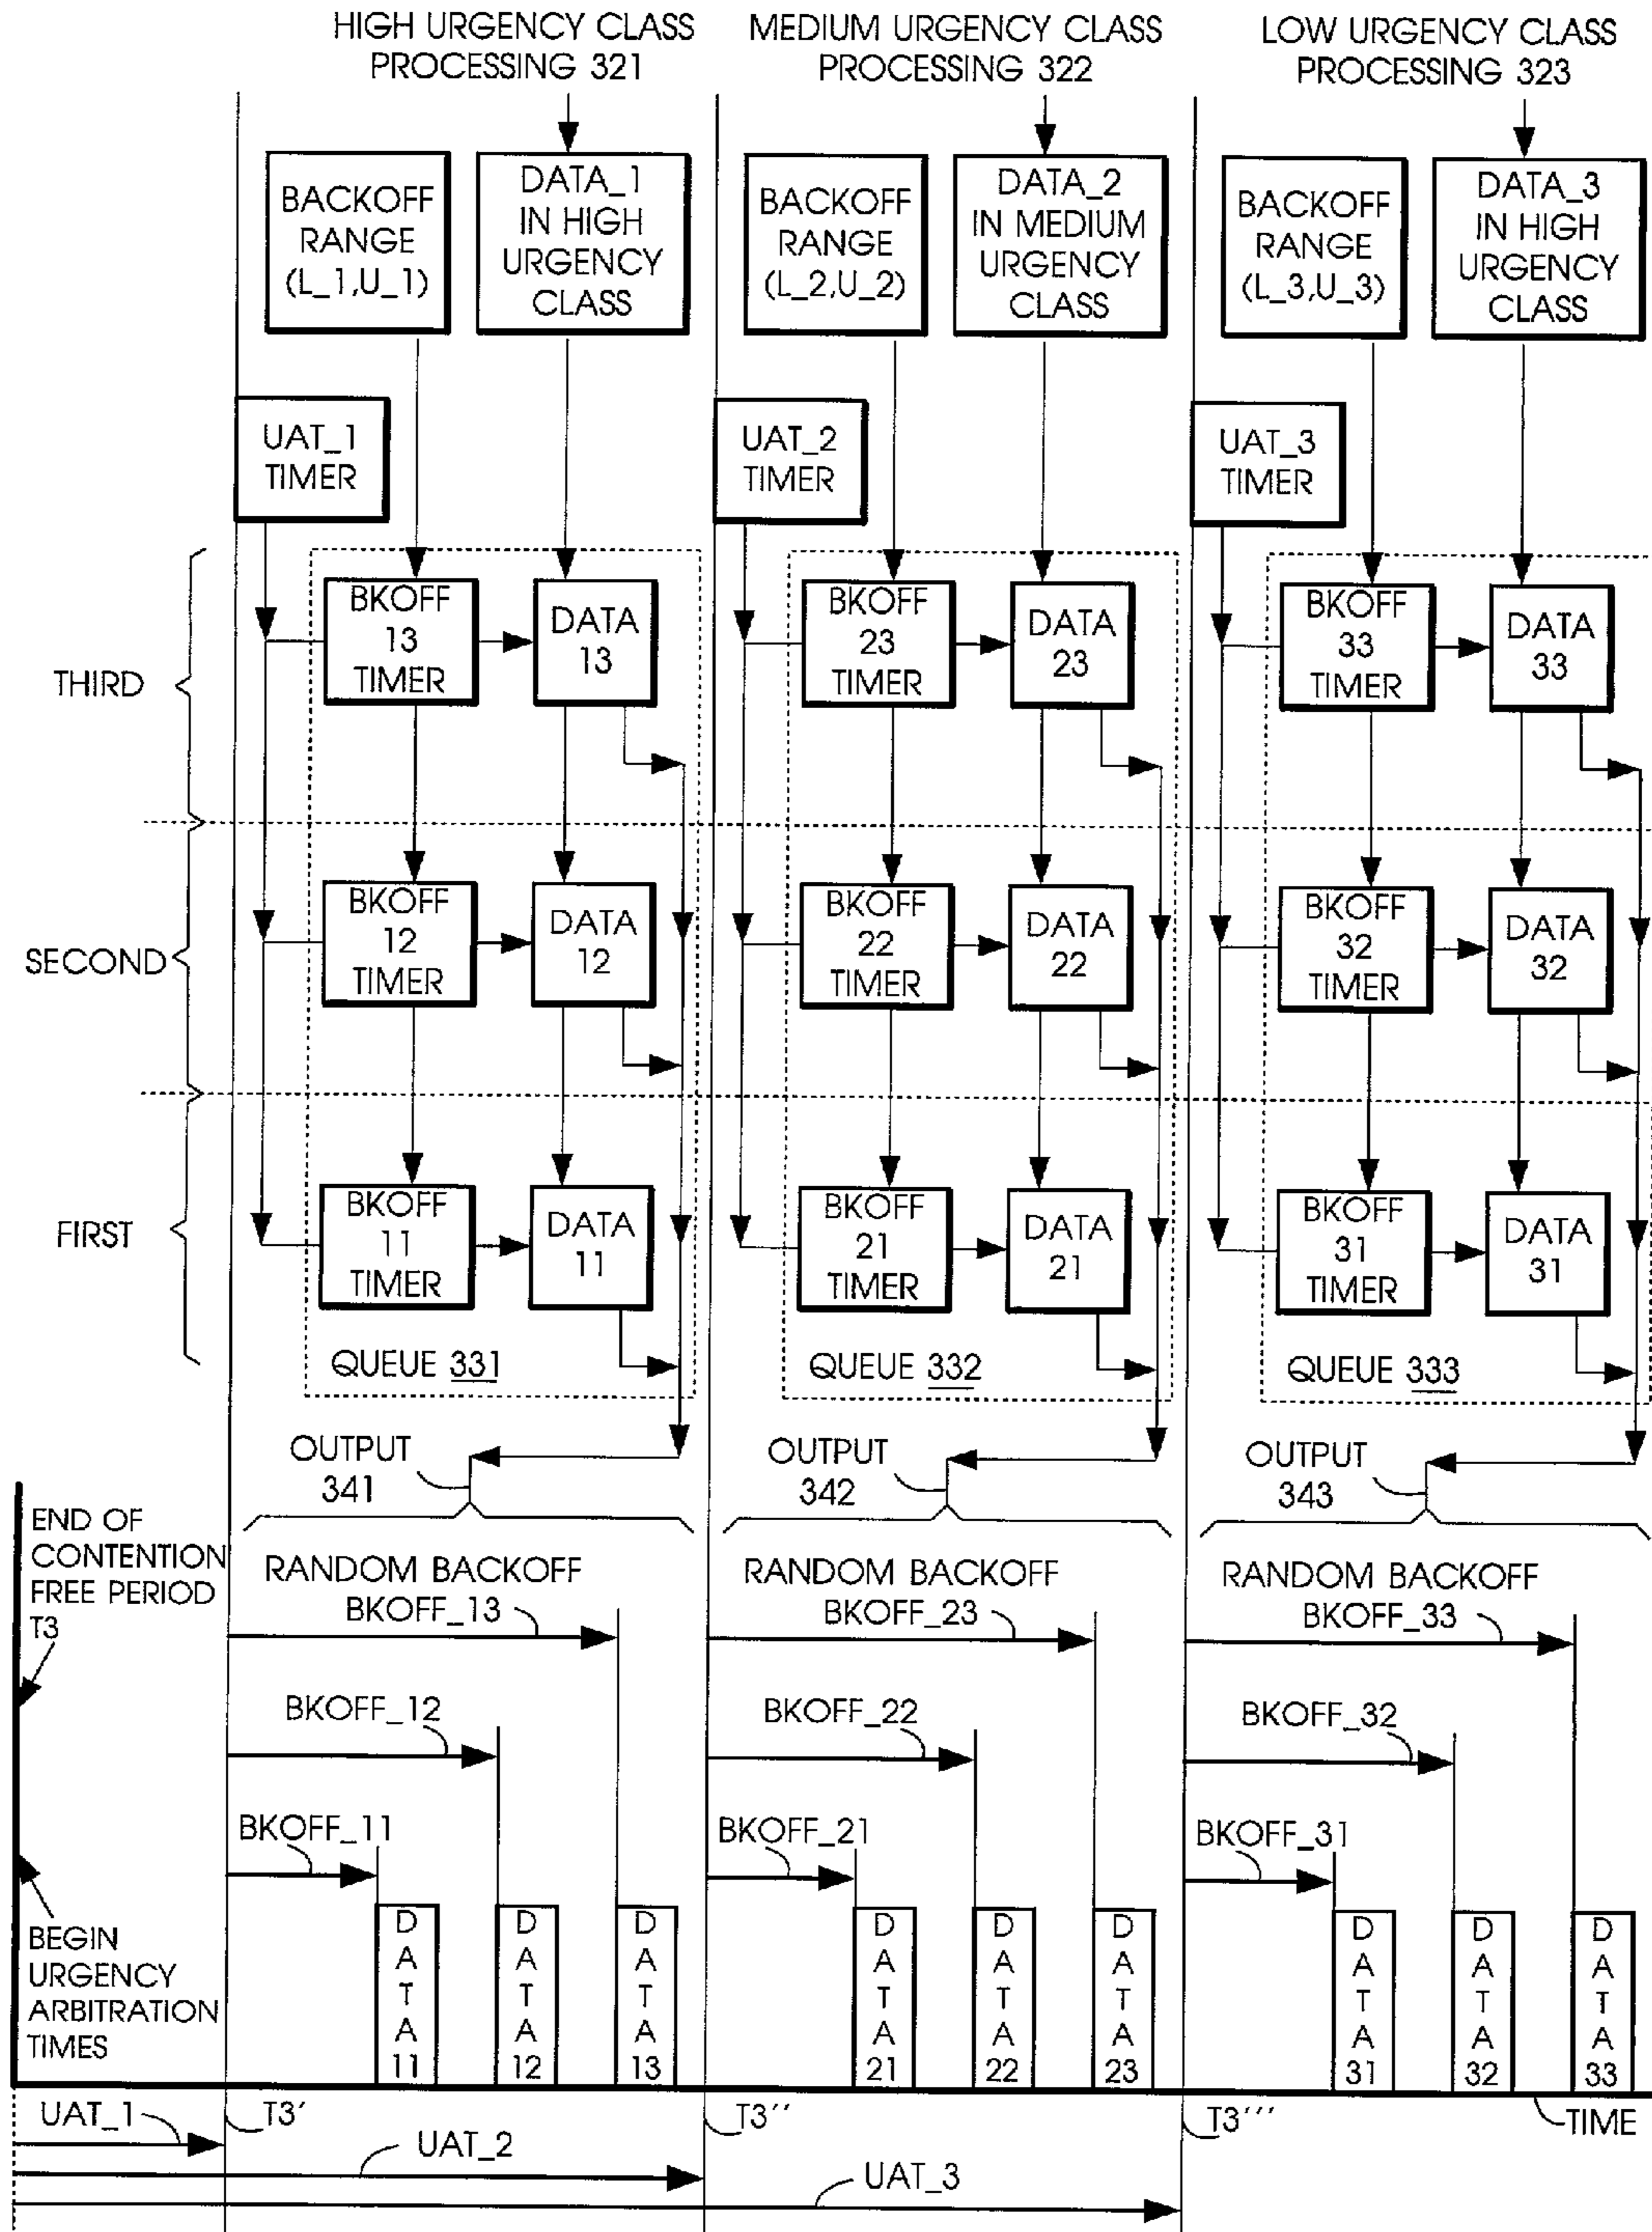 HIGH URGENCY CLASS
PROCESSING 321
MEDIUM URGENCY CLASS
PROCESSING 322
LOW URGENCY CLASS
PROCESSING 323
BACKOFF
RANGE
(L_1,U_1)
DATA_1
IN HIGH
URGENCY
CLASS
BACKOFF
RANGE
(L_2,U_2)
DATA_2
IN MEDIUM
URGENCY
CLASS
BACKOFF
RANGE
(L_3,U_3)
DATA_3
IN HIGH
URGENCY
CLASS
UAT_1
TIMER
UAT_2
TIMER
UAT_3
TIMER
THIRD
BKOFF
13
TIMER
DATA
13
BKOFF
23
TIMER
DATA
23
BKOFF
33
TIMER
DATA
33
SECOND
BKOFF
12
TIMER
DATA
12
BKOFF
22
TIMER
DATA
22
BKOFF
32
TIMER
DATA
32
FIRST
BKOFF
11
TIMER
DATA
11
BKOFF
21
TIMER
DATA
21
BKOFF
31
TIMER
DATA
31
QUEUE 331
QUEUE 332
QUEUE 333
OUTPUT
341
OUTPUT
342
OUTPUT
343
END OF
CONTENTION
FREE PERIOD
T3
RANDOM BACKOFF
BKOFF_13
RANDOM BACKOFF
BKOFF_23
RANDOM BACKOFF
BKOFF_33
BKOFF_12
BKOFF_22
BKOFF_32
BKOFF_11
BKOFF_21
BKOFF_31
BEGIN
URGENCY
ARBITRATION
TIMES
DATA 11
DATA 12
DATA 13
DATA 21
DATA 22
DATA 23
DATA 31
DATA 32
DATA 33
UAT_1
T3'
T3''
T3'''
TIME
UAT_2
UAT_3